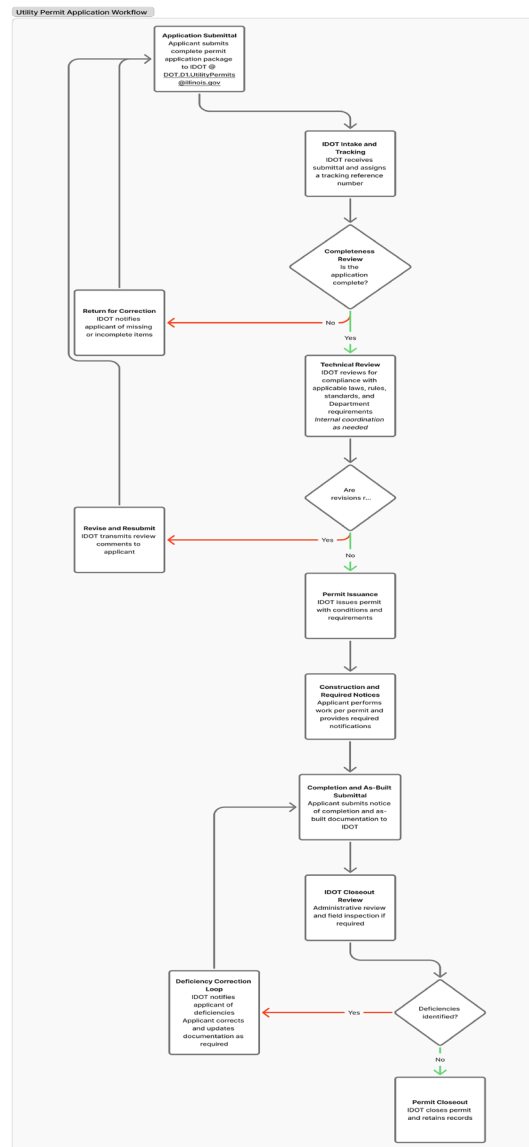 Utility Permit Application Workflow
Application Submittal
Applicant submits
complete permit
application package
to IDOT @
DOT.D1.UtilityPermits
@illinois.gov
IDOT Intake and
Tracking
IDOT receives
submittal and assigns
a tracking reference
number
Completeness
Review
Is the
application
complete?
No
Yes
Return for Correction
IDOT notifies
applicant of missing
or incomplete items
Technical Review
IDOT reviews for
compliance with
applicable laws, rules,
standards, and
Department
requirements
Internal coordination
as needed
Are
revisions r...
Yes
No
Revise and Resubmit
IDOT transmits review
comments to
applicant
Permit Issuance
IDOT issues permit
with conditions and
requirements
Construction and
Required Notices
Applicant performs
work per permit and
provides required
notifications
Completion and As-Built
Submittal
Applicant submits notice
of completion and as-
built documentation to
IDOT
IDOT Closeout
Review
Administrative review
and field inspection if
required
Deficiency Correction
Loop
IDOT notifies
applicant of
deficiencies
Applicant corrects
and updates
documentation as
required
Yes
Deficiencies
identified?
No
Permit Closeout
IDOT closes permit
and retains records